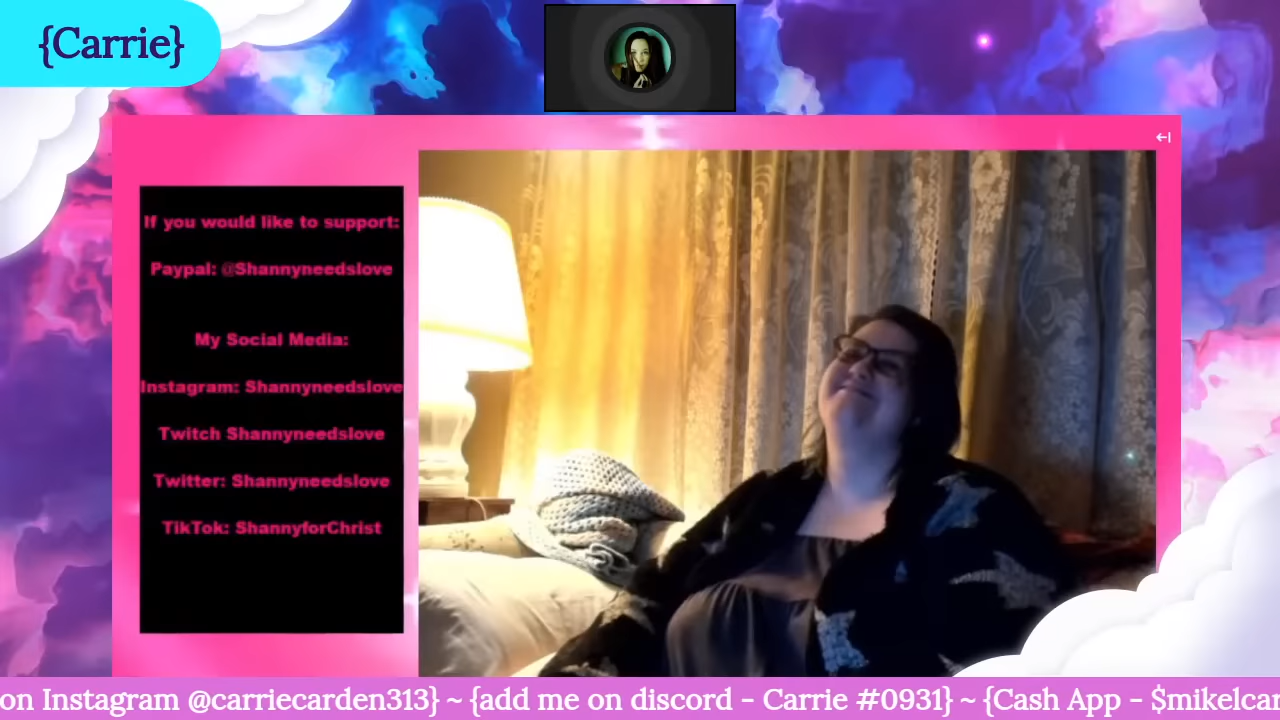 {Carrie}
If you would like to support:
Paypal: @Shannyneedslove
My Social Media:
Instagram: Shannyneedslove
Twitch Shannyneedslove
Twitter: Shannyneedslove
TikTok: ShannyforChrist
on Instagram @carriecarden313} ~ {add me on discord - Carrie #0931} ~ {Cash App - $mikelcar